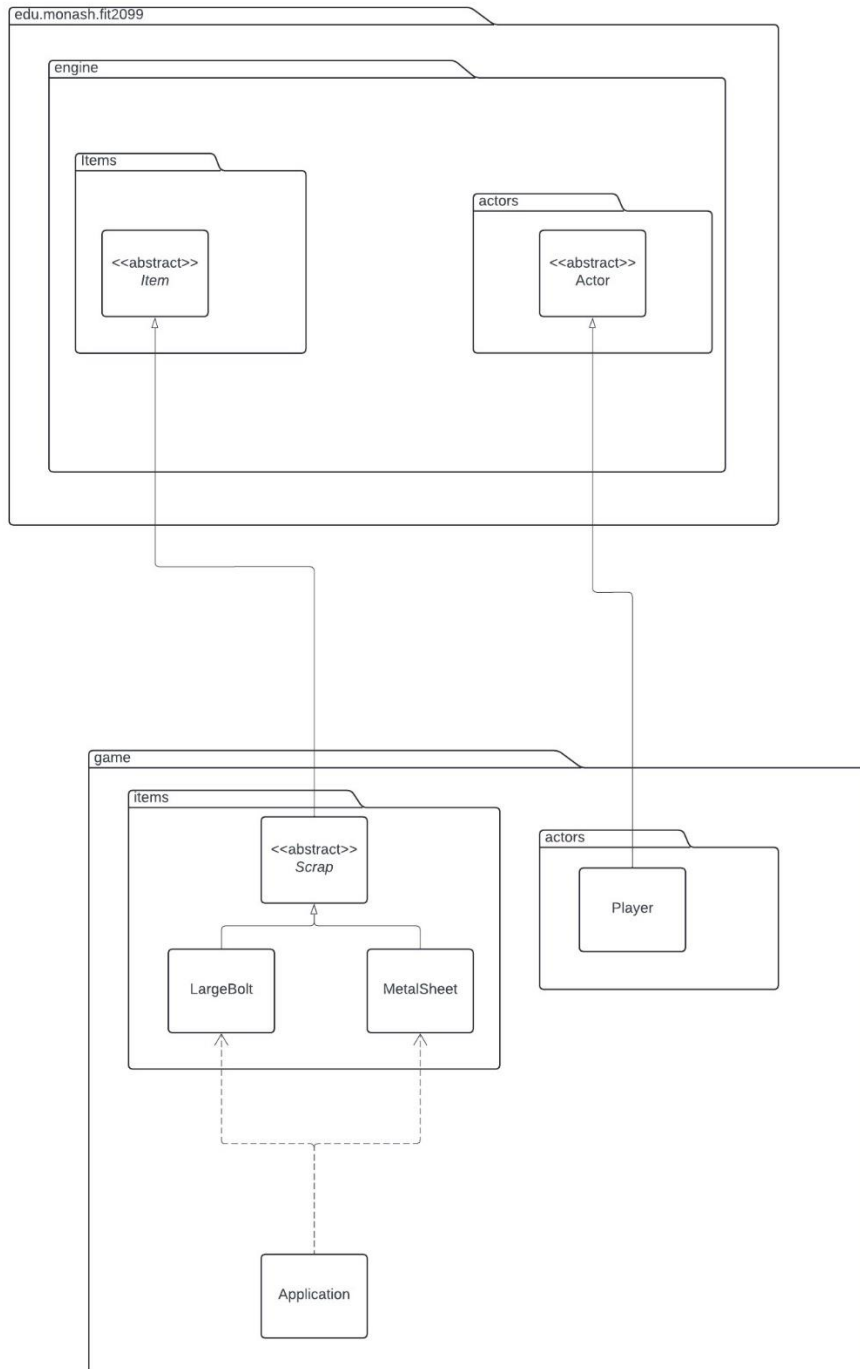 edu.monash.fit2099
engine
Items
<<abstract>>
Item
actors
<<abstract>>
Actor
game
items
<<abstract>>
Scrap
LargeBolt
MetalSheet
actors
Player
Application